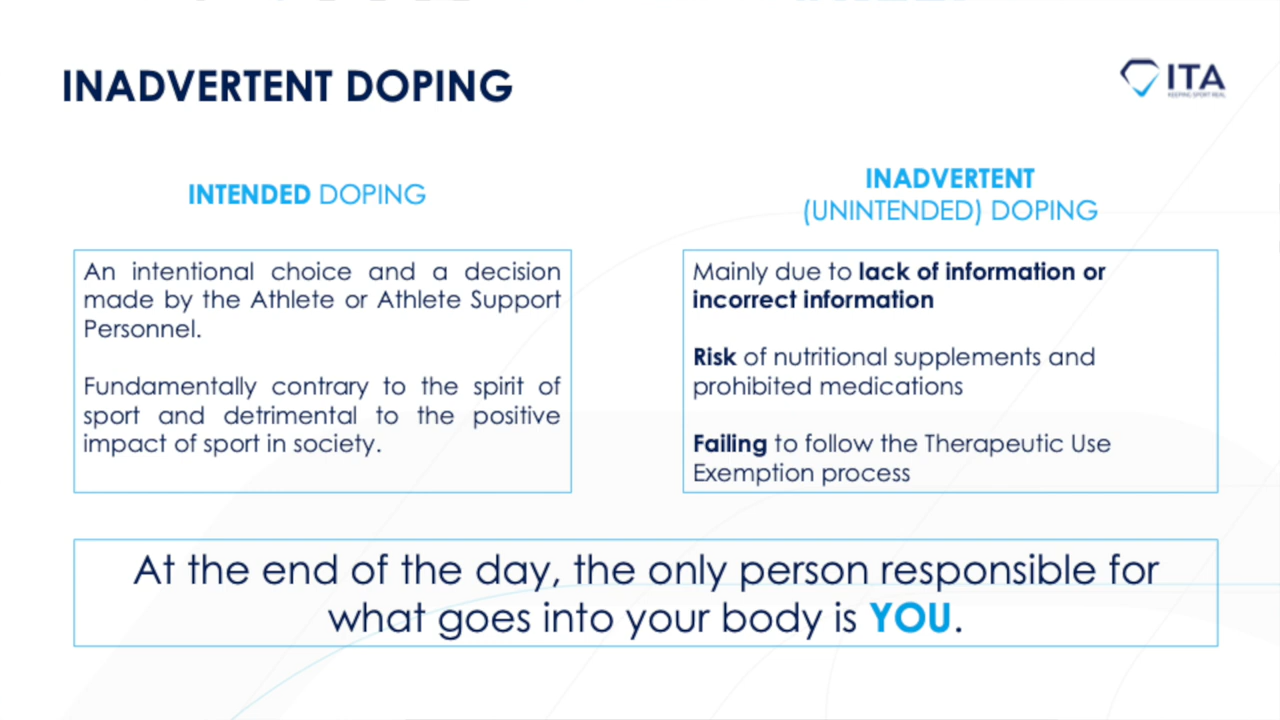 INADVERTENT DOPING
ITA
KEEPING SPORT REAL
INTENDED DOPING
An intentional choice and a decision
made by the Athlete or Athlete Support
Personnel.
Fundamentally contrary to the spirit of
sport and detrimental to the positive
impact of sport in society.
INADVERTENT
(UNINTENDED) DOPING
Mainly due to lack of information or
incorrect information
Risk of nutritional supplements and
prohibited medications
Failing to follow the Therapeutic Use
Exemption process
At the end of the day, the only person responsible for
what goes into your body is YOU.